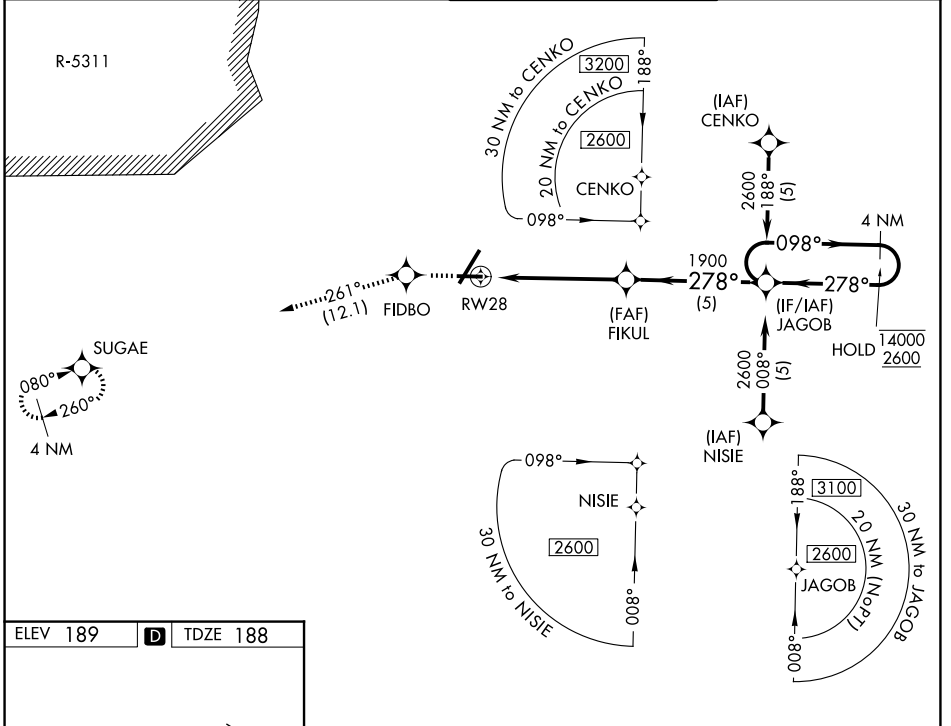 R-5311
30 NM to CENKO
3200
188°
20 NM to CENKO
2600
CENKO
098°
(IAF)
CENKO
2600
188°
(5)
4 NM
098°
278°
1900
278°
(5)
(IF/IAF)
JAGOB
HOLD
14000
2600
261°
(12.1)
FIDBO
RW28
(FAF)
FIKUL
SUGAE
080°
260°
4 NM
2600
008°
(5)
(IAF)
NISIE
098°
NISIE
2600
30 NM to NISIE
008°
188°
3100
20 NM (NoPT)
30 NM to JAGOB
2600
JAGOB
008°
ELEV 189 D TDZE 188